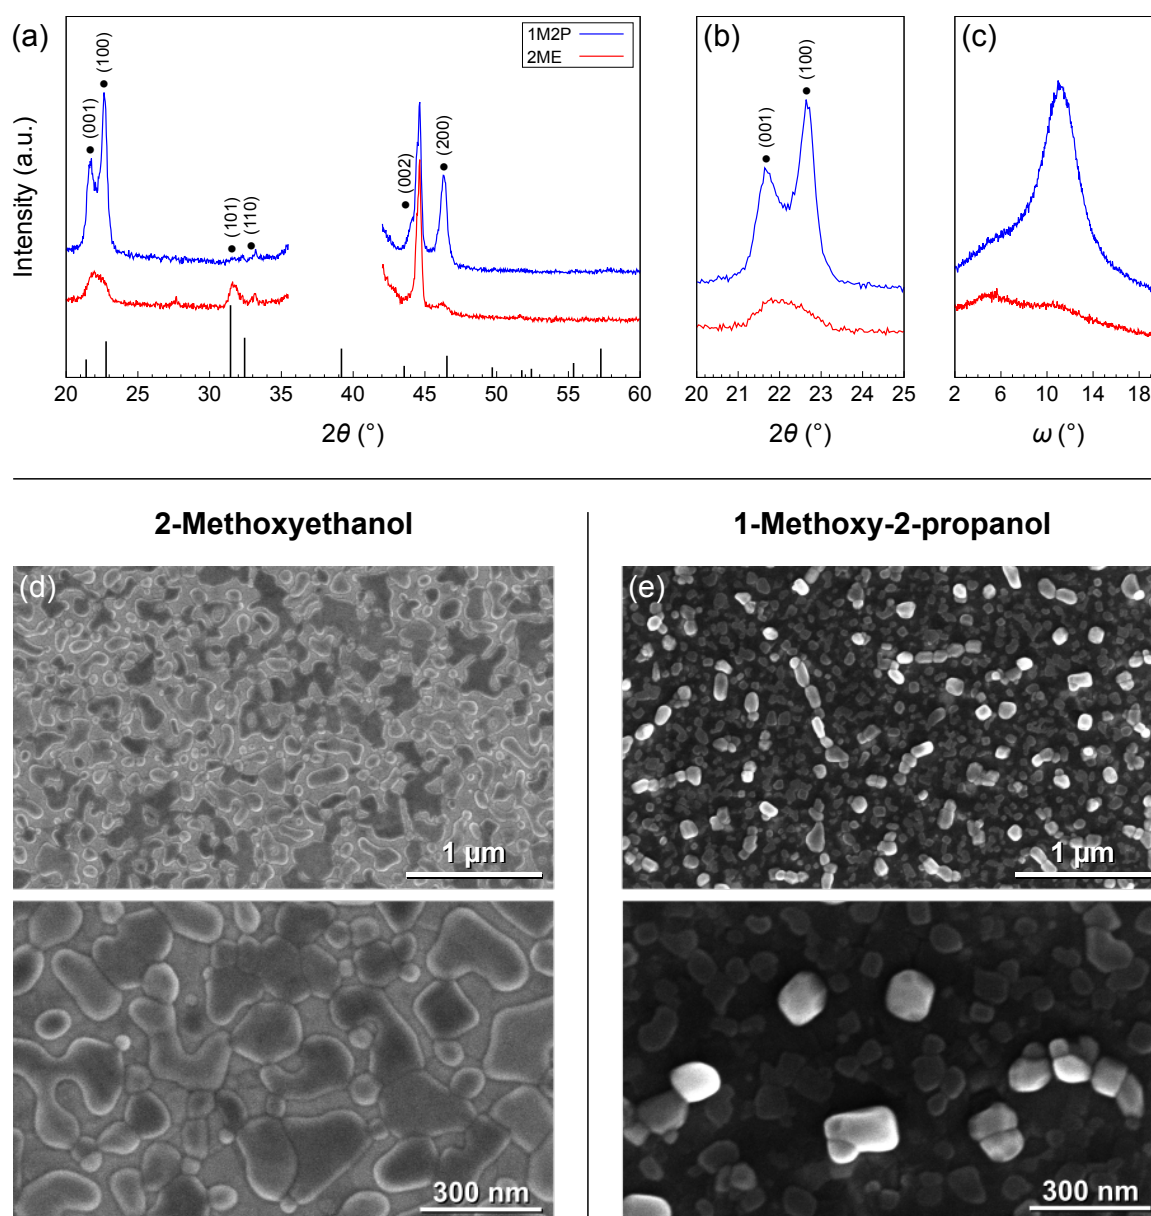 (a)
1M2P
2ME
(001)
(100)
(101)
(110)
(002)
(200)
Intensity (a.u.)
20 25 30 35 45 50 55 60
2θ (°)
(b)
(001)
(100)
20 21 22 23 24 25
2θ (°)
(c)
2 6 10 14 18
ω (°)
2-Methoxyethanol
1-Methoxy-2-propanol
(d)
1 µm
(e)
1 µm
300 nm
300 nm